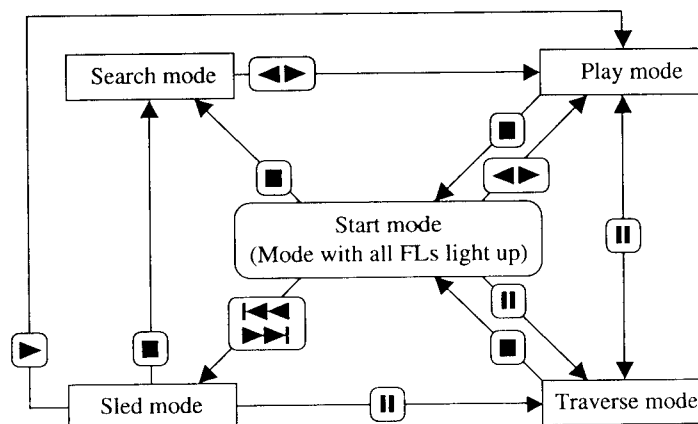 Search mode
Play mode
Start mode
(Mode with all FLs light up)
Sled mode
Traverse mode